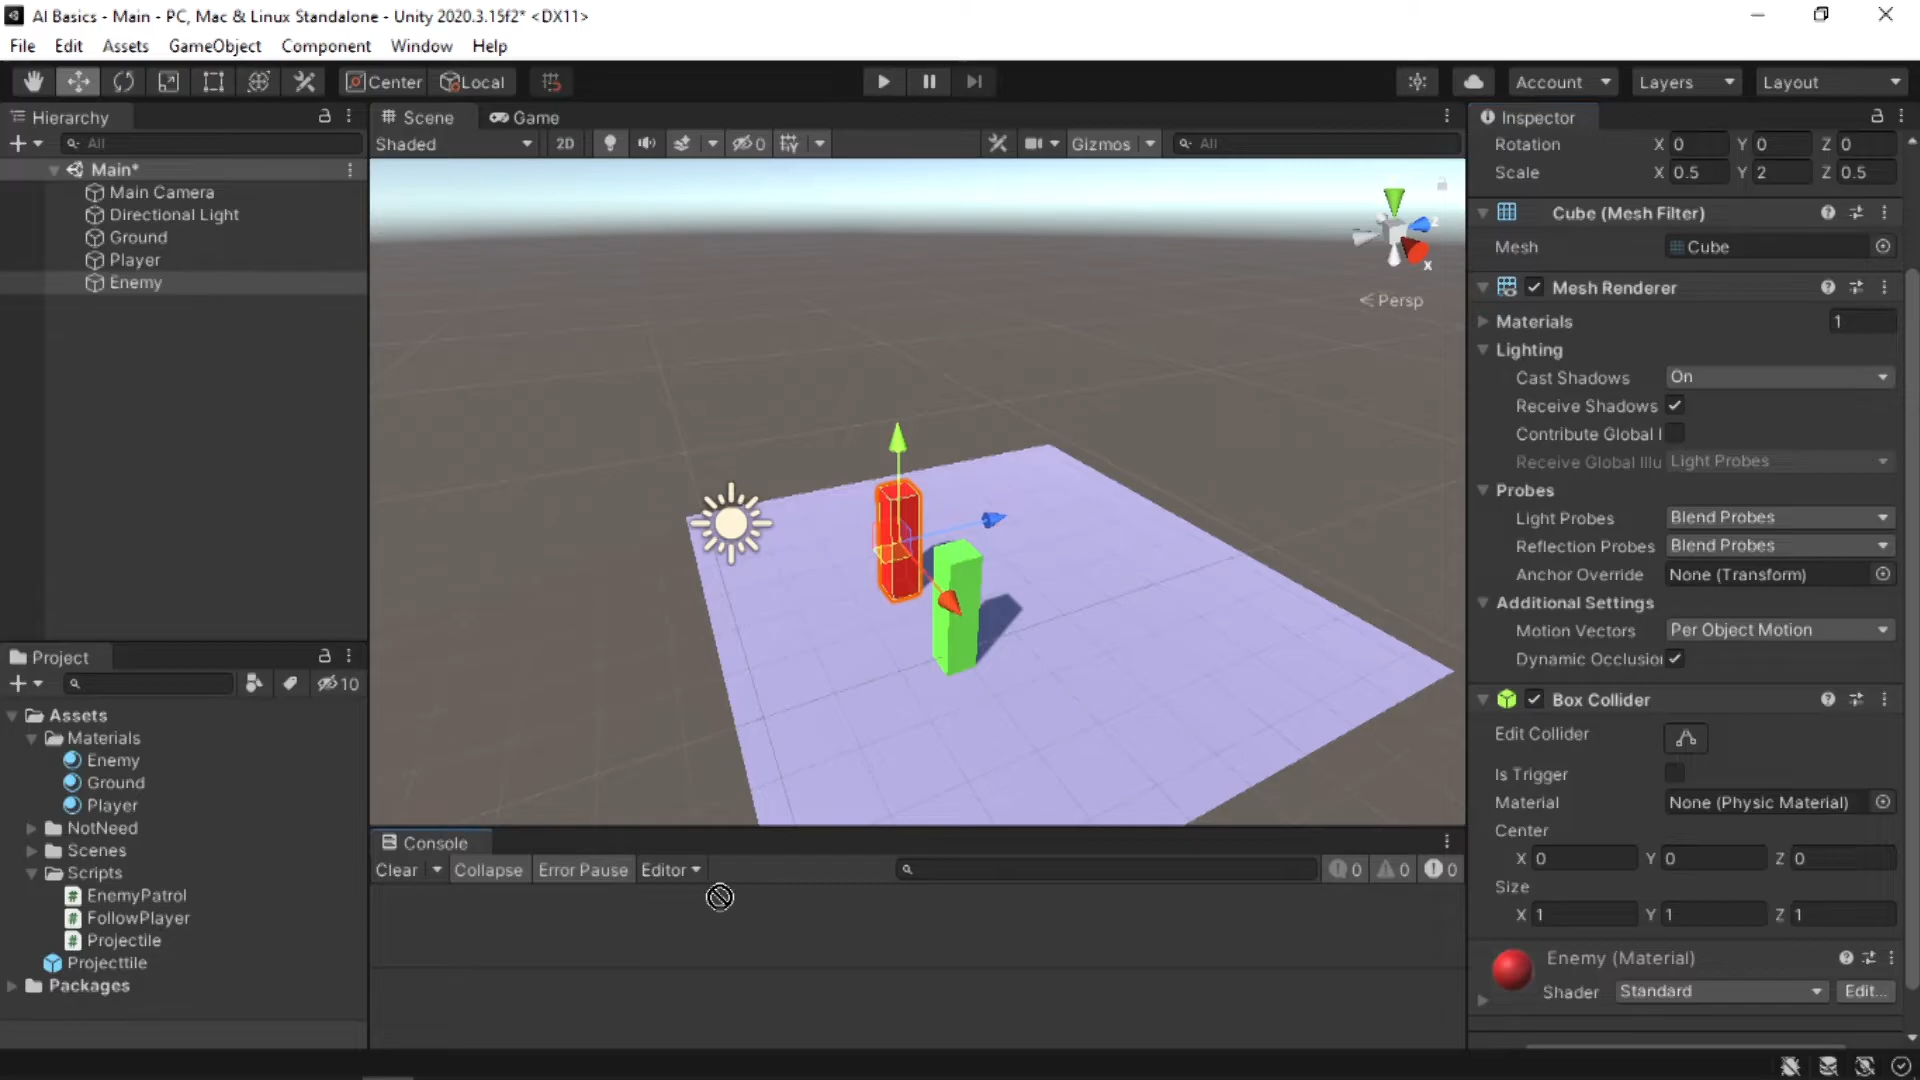 AI Basics - Main - PC, Mac & Linux Standalone - Unity 2020.3.15f2* <DX11>
File Edit Assets GameObject Component Window Help
Center Local Account Layers Layout
Hierarchy
All
Main*
Main Camera
Directional Light
Ground
Player
Enemy
Scene Game
Shaded 2D 0 Gizmos All
z
x
Persp
Project
10
Assets
Materials
Enemy
Ground
Player
NotNeed
Scenes
Scripts
EnemyPatrol
FollowPlayer
Projectile
Projecttile
Packages
Console
Clear Collapse Error Pause Editor 0 0 0
Inspector
Rotation X 0 Y 0 Z 0
Scale X 0.5 Y 2 Z 0.5
Cube (Mesh Filter)
Mesh Cube
Mesh Renderer
Materials 1
Lighting
Cast Shadows On
Receive Shadows
Contribute Global I
Receive Global Illu Light Probes
Probes
Light Probes Blend Probes
Reflection Probes Blend Probes
Anchor Override None (Transform)
Additional Settings
Motion Vectors Per Object Motion
Dynamic Occlusion
Box Collider
Edit Collider
Is Trigger
Material None (Physic Material)
Center
X 0 Y 0 Z 0
Size
X 1 Y 1 Z 1
Enemy (Material)
Shader Standard Edit...